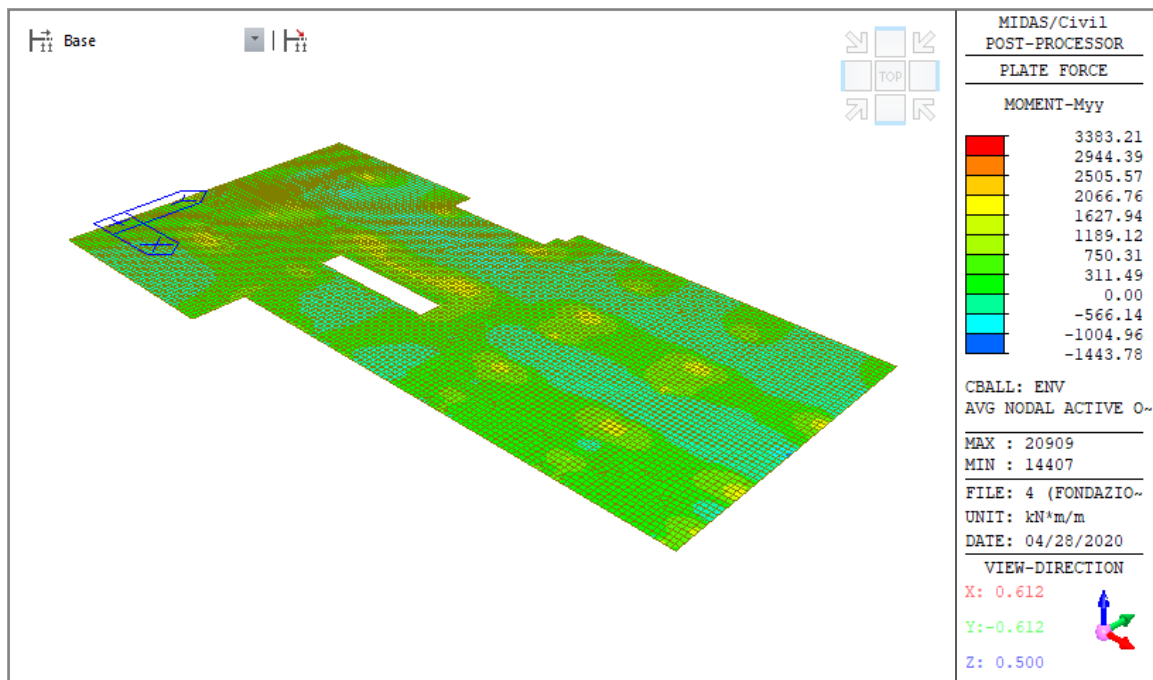 Base
TOP
MIDAS/Civil
POST-PROCESSOR
PLATE FORCE
MOMENT-Myy
3383.21
2944.39
2505.57
2066.76
1627.94
1189.12
750.31
311.49
0.00
-566.14
-1004.96
-1443.78
CBALL: ENV
AVG NODAL ACTIVE O~
MAX : 20909
MIN : 14407
FILE: 4 (FONDAZIO~
UNIT: kN*m/m
DATE: 04/28/2020
VIEW-DIRECTION
X: 0.612
Y:-0.612
Z: 0.500